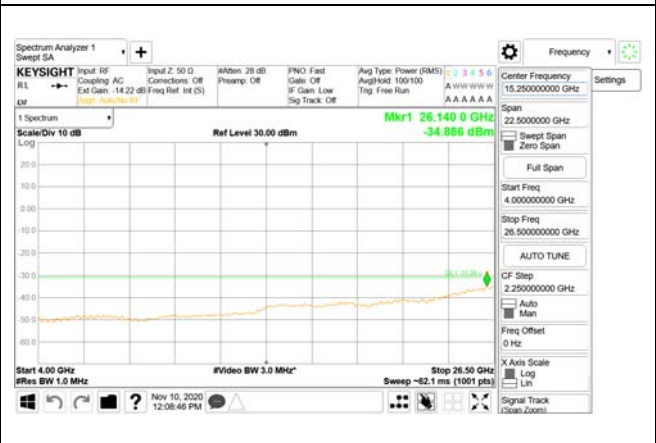 Spectrum Analyzer 1
Swept SA
+
Frequency
KEYSIGHT
RL
Input: RF
Coupling: AC
Ext Gain: -14.22 dB
Align: Auto/No RF
Input Z: 50 Ω
Corrections: Off
Freq Ref: Int (S)
#Atten: 28 dB
Preamp: Off
PNO: Fast
Gate: Off
IF Gain: Low
Sig Track: Off
Avg Type: Power (RMS)
Avg|Hold: 100/100
Trig: Free Run
1 2 3 4 5 6
A W W W W W
A A A A A A
1 Spectrum
Scale/Div 10 dB
Ref Level 30.00 dBm
Mkr1 26.140 0 GHz
-34.886 dBm
Log
20.0
10.0
0.00
-10.0
-20.0
-30.0
-40.0
-50.0
-60.0
Start 4.00 GHz
#Res BW 1.0 MHz
#Video BW 3.0 MHz*
Stop 26.50 GHz
Sweep ~62.1 ms (1001 pts)
Nov 10, 2020
12:08:46 PM
Center Frequency
15.250000000 GHz
Settings
Span
22.5000000 GHz
Swept Span
Zero Span
Full Span
Start Freq
4.000000000 GHz
Stop Freq
26.500000000 GHz
AUTO TUNE
CF Step
2.250000000 GHz
Auto
Man
Freq Offset
0 Hz
X Axis Scale
Log
Lin
Signal Track
(Span Zoom)